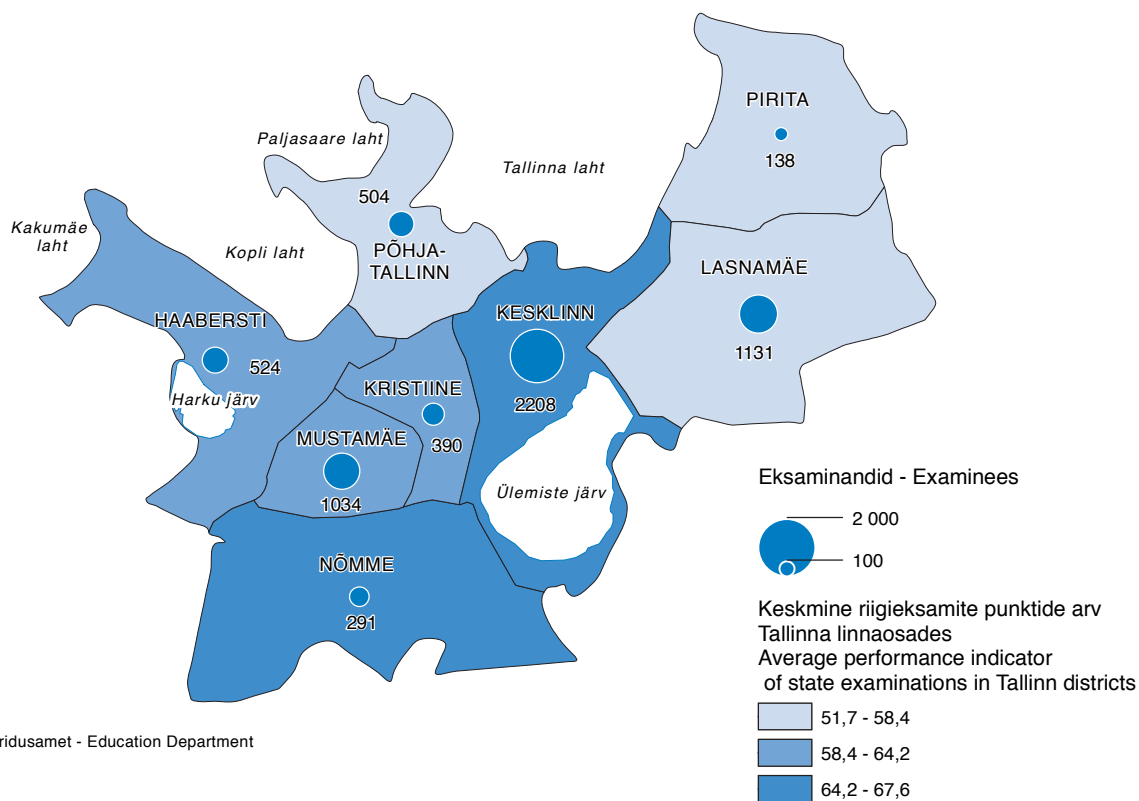 PIRITA
138
Paljasaare laht
Tallinna laht
504
PÕHJA-
TALLINN
Kakumäe
laht
Kopli laht
LASNAMÄE
1131
HAABERSTI
524
Harku järv
KESKLINN
2208
KRISTIINE
390
MUSTAMÄE
1034
Ülemiste järv
NÕMME
291
Eksaminandid - Examinees
2 000
100
Keskmine riigieksamite punktide arv
Tallinna linnaosades
Average performance indicator
of state examinations in Tallinn districts
51,7 - 58,4
58,4 - 64,2
64,2 - 67,6
ridusamet - Education Department